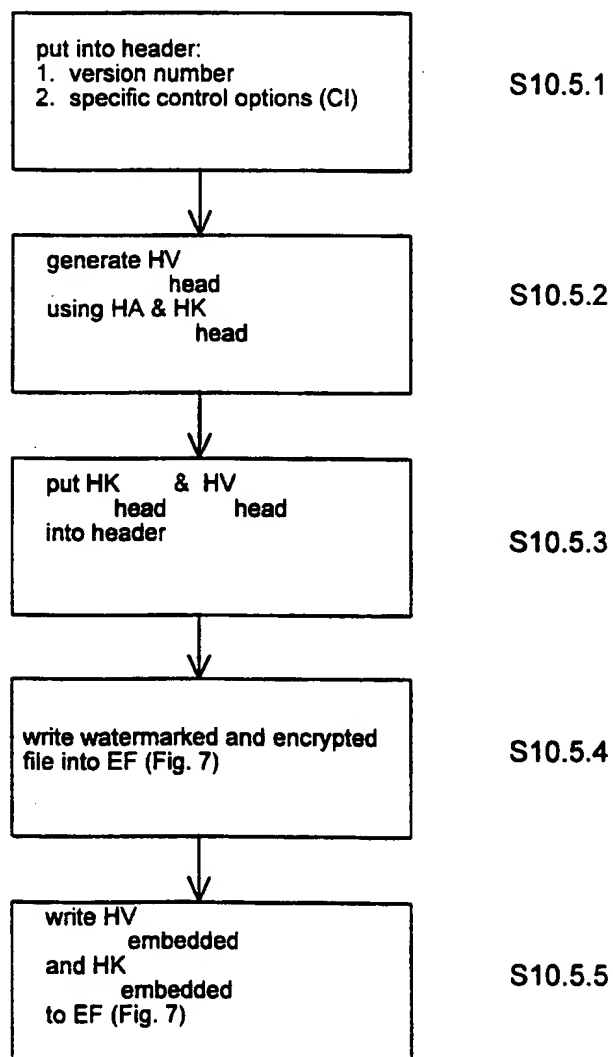 put into header:
1. version number
2. specific control options (CI)
S10.5.1
generate HV
head
using HA & HK
head
S10.5.2
put HK & HV
head head
into header
S10.5.3
write watermarked and encrypted
file into EF (Fig. 7)
S10.5.4
write HV
embedded
and HK
embedded
to EF (Fig. 7)
S10.5.5